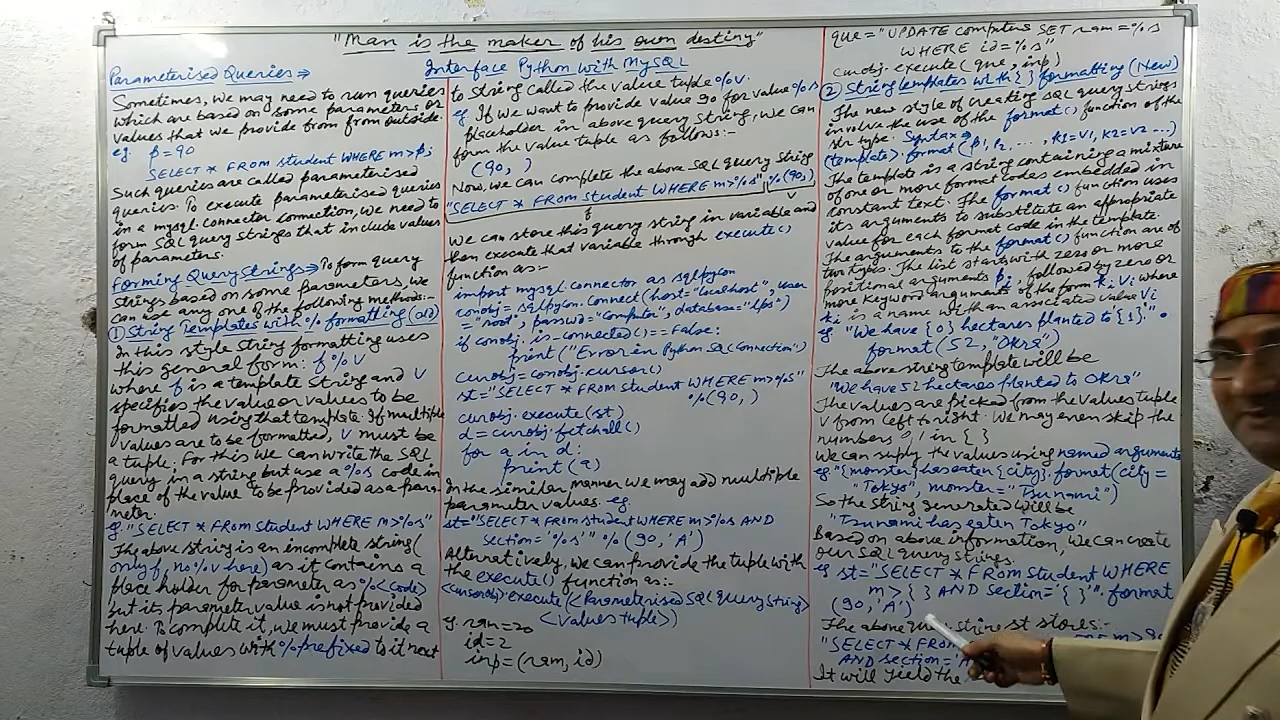 "Man is the maker of his own destiny"
Interface Python with MySQL
Parameterised Queries ⇒
Sometimes, we may need to run queries
which are based on some parameters or
values that we provide from from outside.
eg. p=90
SELECT * FROM student WHERE m>p;
Such queries are called parameterised
queries. To execute parameterised queries
in a mysql.connector connection, we need to
form SQL query strings that include values
of parameters.
Forming Query Strings ⇒ To form query
strings based on some parameters, we
can use any one of the following methods:-
① String Templates with % formatting (old)
In this style string formatting uses
this general form: f % V
where f is a template string and V
specifies the value or values to be
formatted using that template. If multiple
values are to be formatted, V must be
a tuple. For this we can write the SQL
query in a string but use a %s code in
place of the value to be provided as a para-
meter.
eg. "SELECT * FROM student WHERE m>%s"
The above string is an incomplete string (
only f, no %v here) as it contains a
place holder for parameter as %<code>
but its parameter value is not provided
here. To complete it, we must provide a
tuple of values with % prefixed to it next
to string called the value tuple %v.
eg. If we want to provide value 90 for value %s
placeholder in above query string, we can
form the value tuple as follows:-
(90, )
Now, we can complete the above SQL query string
"SELECT * FROM student WHERE m>%s" %(90,)
f V
We can store this query string in variable and
then execute that variable through execute()
function as:-
import mysql.connector as sqlpycon
conobj=sqlpycon.connect(host="localhost", user
="root", passwd="computer", database="lps")
if conobj.is_connected()==False:
print("Error in Python SQL Connection")
curobj=conobj.cursor()
st="SELECT * FROM student WHERE m>%s"
%(90, )
curobj.execute(st)
d=curobj.fetchall()
for a in d:
print(a)
In the similar manner we may add multiple
parameter values. eg
st="SELECT * FROM student WHERE m>%s AND
section='%s'" %(90,'A')
Alternatively, we can provide the tuple with
the execute() function as:-
<cursorobj>execute(<Parameterised SQL query string>
<values tuple>)
eg. ram=20
id=2
inp=(ram, id)
que="UPDATE computers SET ram=%s
WHERE id=%s"
curobj.execute(que, inp)
② String templates with { } formatting (New)
The new style of creating SQL query strings
involve the use of the format() function of the
str type. Syntax ⇒
(template).format(p1, p2, ..., k1=v1, k2=v2 ...)
The template is a string containing a mixture
of one or more format codes embedded in
constant text. The format() function uses
its arguments to substitute an appropriate
value for each format code in the template.
The arguments to the format() function are of
two types. The list starts with zero or more
positional arguments pi, followed by zero or
more keyword arguments of the form ki Vi where
ki is a name with an associated value Vi
eg "We have {0} hectares planted to {1}".
format(52, "Okra")
The above string template will be
"We have 52 hectares planted to Okra"
The values are picked from the values tuple
V from left to right. We may even skip the
numbers 0,1 in { }
We can suply the values using named arguments
eg "{monster} has eaten {city}.format(city=
"Tokyo", monster="Tsunami")
So the string generated will be
"Tsunami has eaten Tokyo"
Based on above information, we can create
our SQL query strings.
eg st="SELECT * FROM student WHERE
m>{ } AND section='{ }'".format
(90,'A')
The above que string st stores:-
"SELECT * FRO m>90
AND section='A
It will yield the